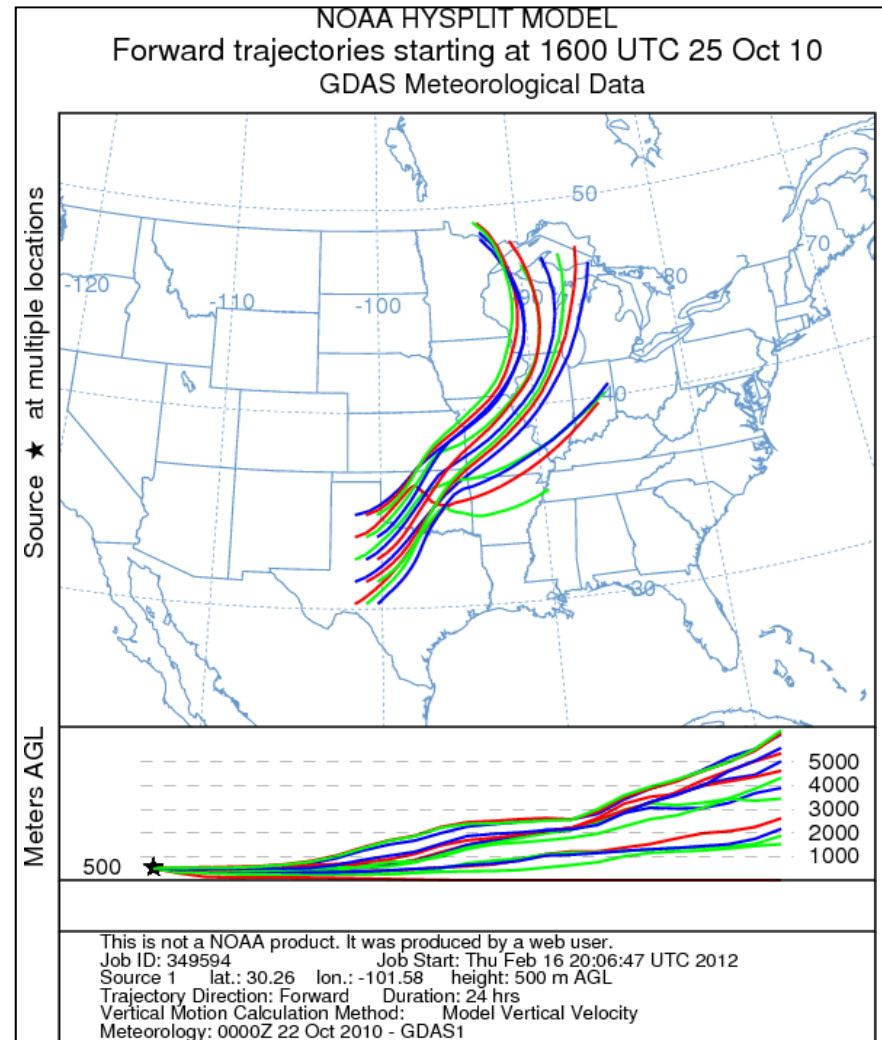 NOAA HYSPLIT MODEL
Forward trajectories starting at 1600 UTC 25 Oct 10
GDAS Meteorological Data
Source ★ at multiple locations
50
-70
-80
-90
-120
-110
-100
40
30
Meters AGL
500
5000
4000
3000
2000
1000
This is not a NOAA product. It was produced by a web user.
Job ID: 349594 Job Start: Thu Feb 16 20:06:47 UTC 2012
Source 1 lat.: 30.26 lon.: -101.58 height: 500 m AGL
Trajectory Direction: Forward Duration: 24 hrs
Vertical Motion Calculation Method: Model Vertical Velocity
Meteorology: 0000Z 22 Oct 2010 - GDAS1